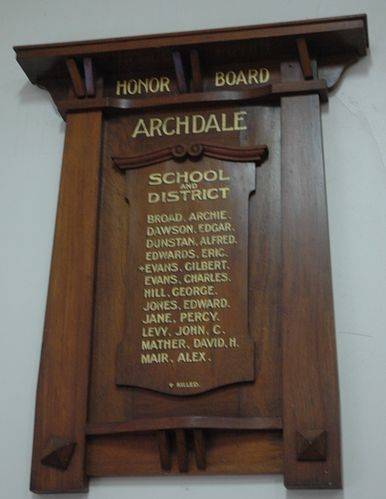 HONOR BOARD
ARCHDALE
SCHOOL
AND
DISTRICT
BROAD, ARCHIE.
DAWSON, EDGAR.
DUNSTAN, ALFRED.
EDWARDS, ERIC.
+EVANS, GILBERT.
EVANS, CHARLES.
HILL, GEORGE.
JONES, EDWARD.
JANE, PERCY.
LEVY, JOHN, C.
MATHER, DAVID, H.
MAIR, ALEX.
+ KILLED.